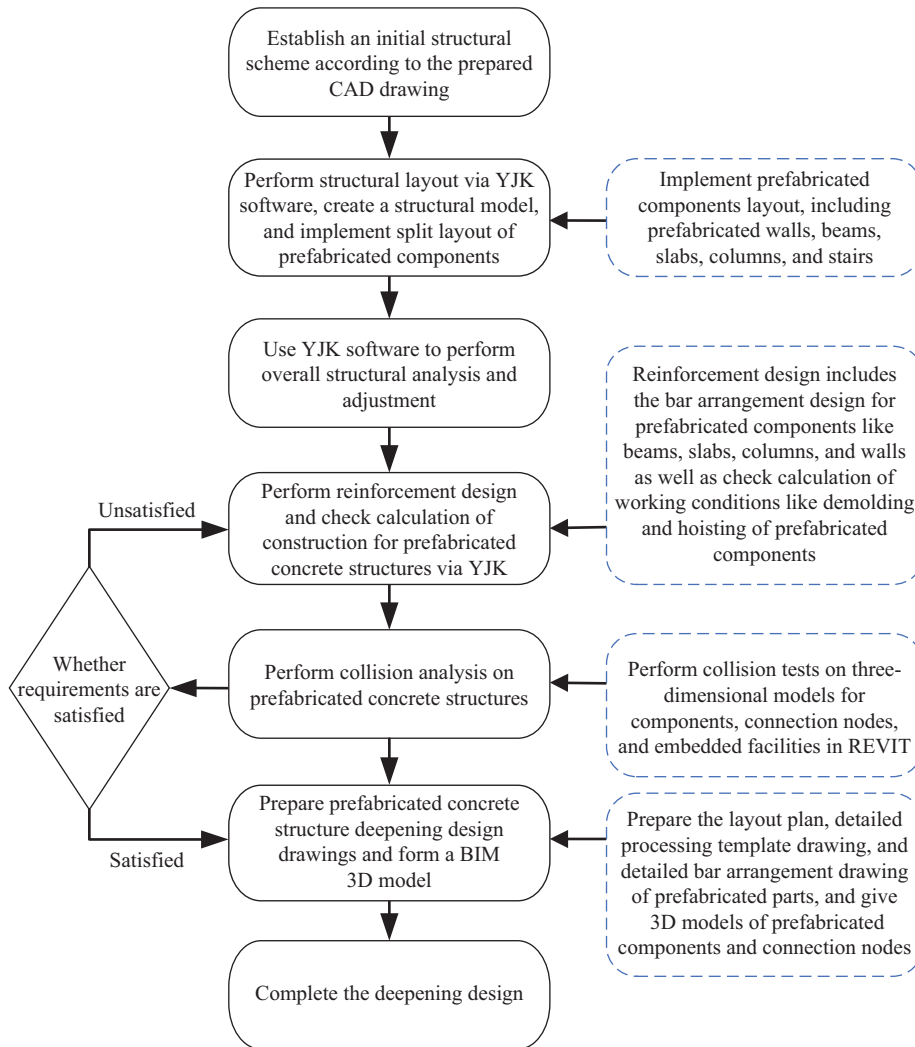 Establish an initial structural
scheme according to the prepared
CAD drawing
Perform structural layout via YJK
software, create a structural model,
and implement split layout of
prefabricated components
Implement prefabricated
components layout, including
prefabricated walls, beams,
slabs, columns, and stairs
Use YJK software to perform
overall structural analysis and
adjustment
Reinforcement design includes
the bar arrangement design for
prefabricated components like
beams, slabs, columns, and walls
as well as check calculation of
working conditions like demolding
and hoisting of prefabricated
components
Unsatisfied
Perform reinforcement design
and check calculation of
construction for prefabricated
concrete structures via YJK
Whether
requirements are
satisfied
Perform collision analysis on
prefabricated concrete structures
Perform collision tests on three-
dimensional models for
components, connection nodes,
and embedded facilities in REVIT
Satisfied
Prepare prefabricated concrete
structure deepening design
drawings and form a BIM
3D model
Prepare the layout plan, detailed
processing template drawing, and
detailed bar arrangement drawing
of prefabricated parts, and give
3D models of prefabricated
components and connection nodes
Complete the deepening design